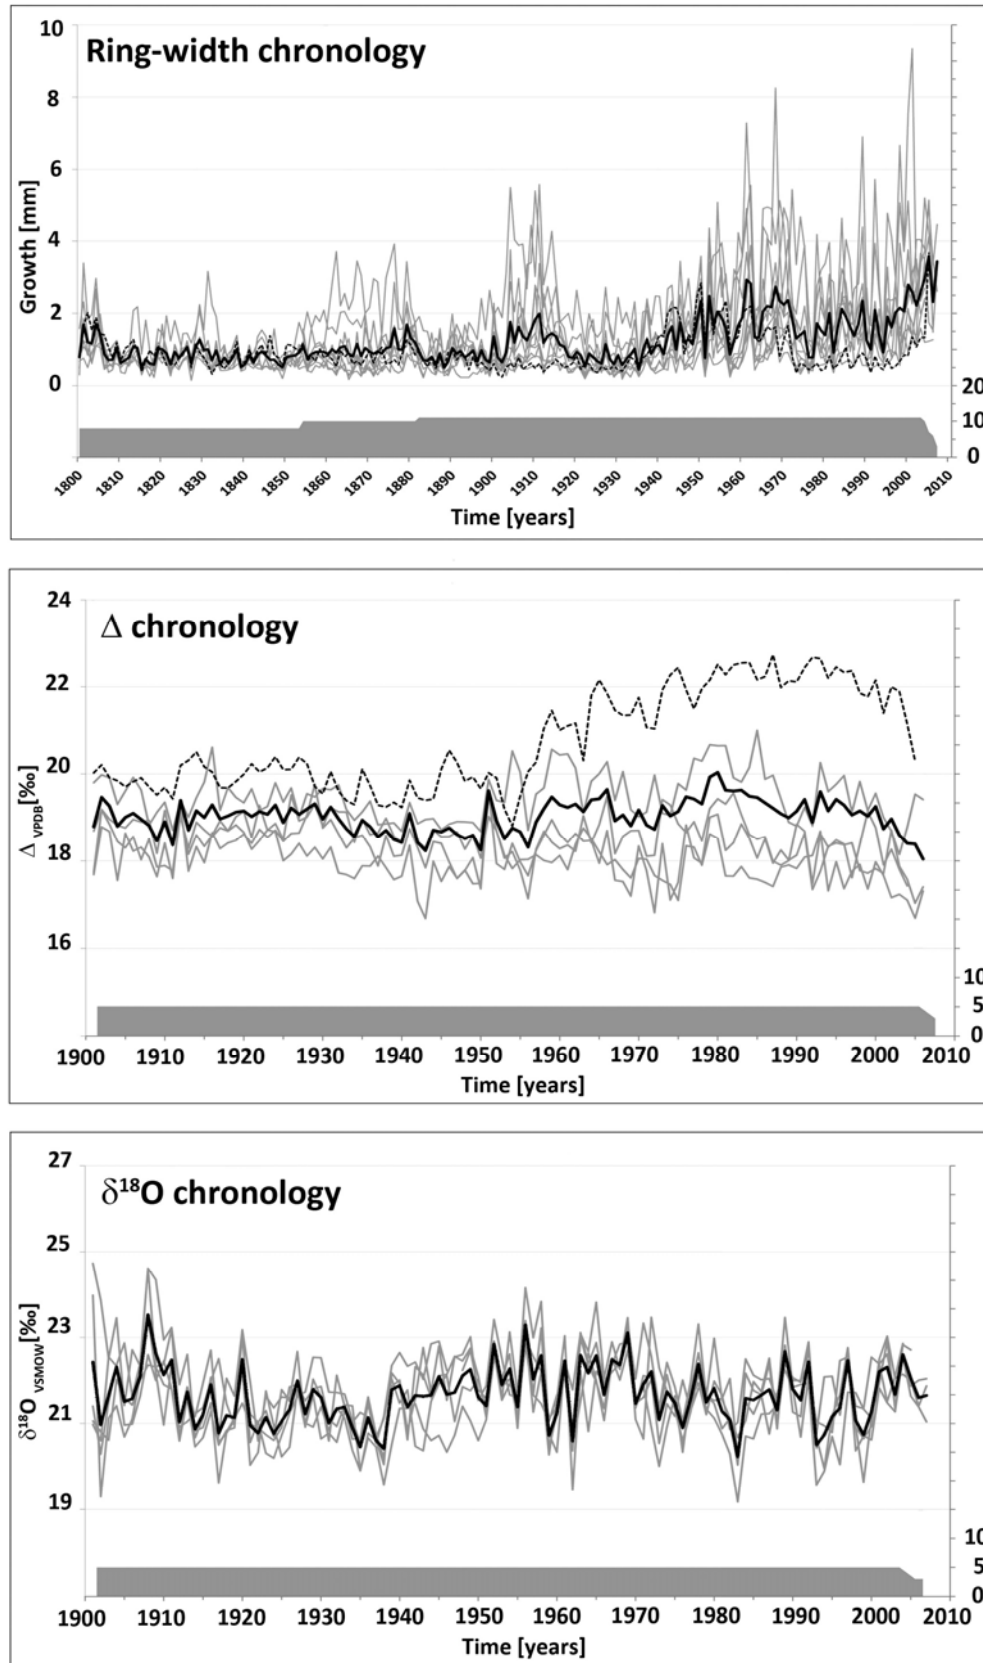 Ring-width chronology
10
8
6
4
2
0
Growth [mm]
20
10
0
1800 1810 1820 1830 1840 1850 1860 1870 1880 1890 1900 1910 1920 1930 1940 1950 1960 1970 1980 1990 2000 2010
Time [years]
Δ chronology
24
22
20
18
16
Δ VPDB[‰]
10
5
0
1900 1910 1920 1930 1940 1950 1960 1970 1980 1990 2000 2010
Time [years]
δ¹⁸O chronology
27
25
23
21
19
δ¹⁸O VSMOW[‰]
10
5
0
1900 1910 1920 1930 1940 1950 1960 1970 1983 1993 2000 2010
Time [years]